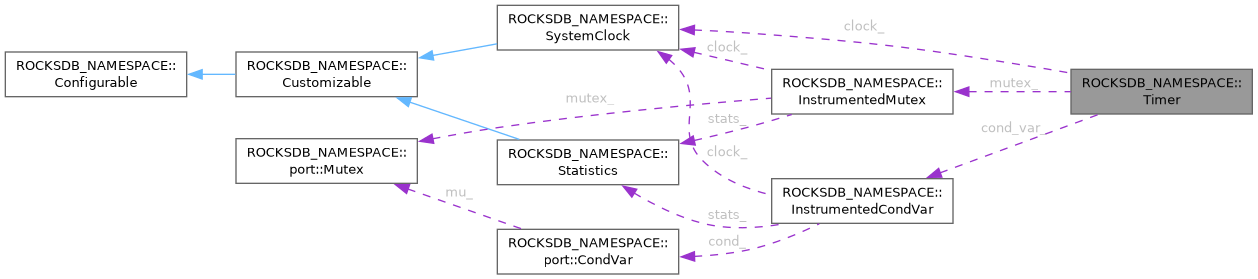 ROCKSDB_NAMESPACE::
SystemClock
clock_
clock_
ROCKSDB_NAMESPACE::
Configurable
ROCKSDB_NAMESPACE::
Customizable
ROCKSDB_NAMESPACE::
InstrumentedMutex
mutex_
ROCKSDB_NAMESPACE::
Timer
mutex_
stats_
cond_var_
ROCKSDB_NAMESPACE::
port::Mutex
ROCKSDB_NAMESPACE::
Statistics
clock_
mu_
ROCKSDB_NAMESPACE::
InstrumentedCondVar
stats_
cond_
ROCKSDB_NAMESPACE::
port::CondVar